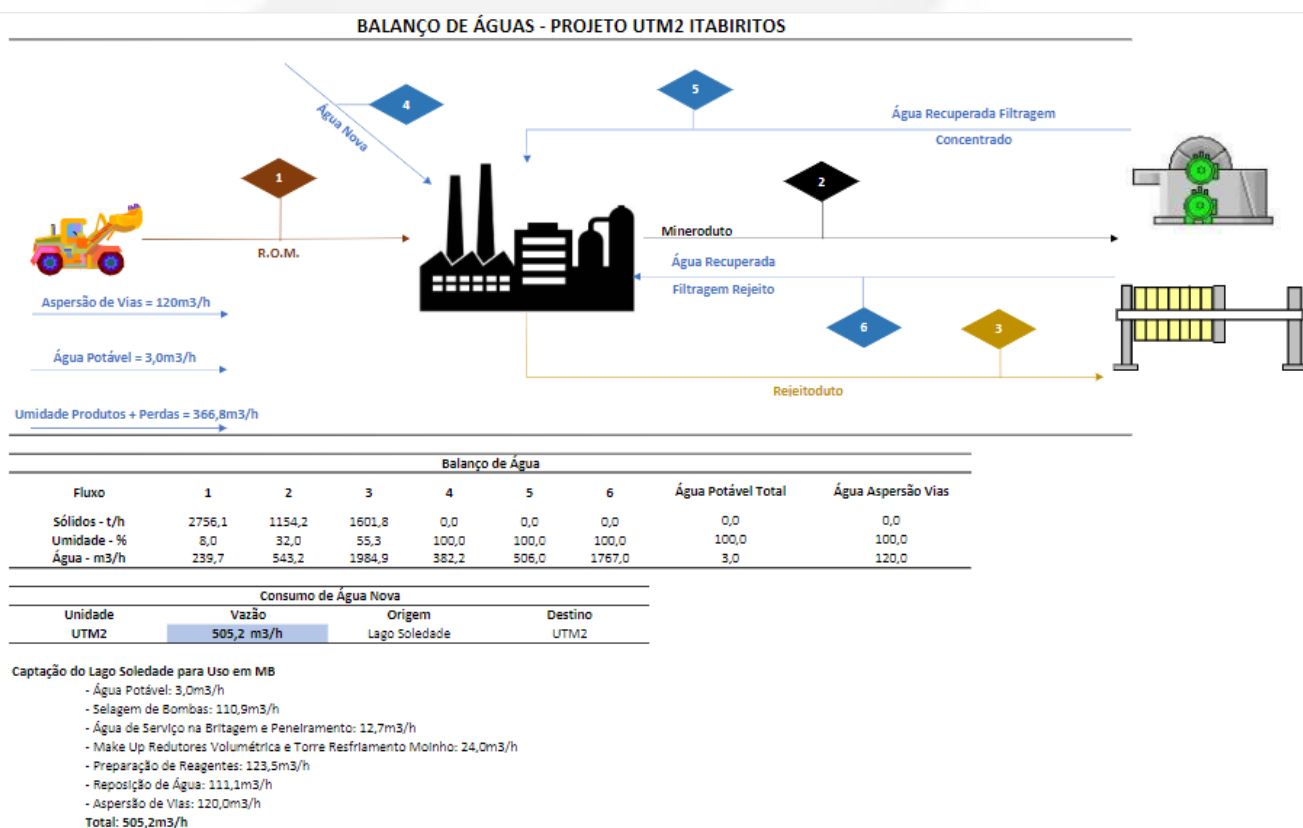 BALANÇO DE ÁGUAS - PROJETO UTM2 ITABIRITOS
4
5
Água Nova
Água Recuperada Filtragem
Concentrado
1
2
R.O.M.
Mineroduto
Água Recuperada
Filtragem Rejeito
Aspersão de Vias = 120m3/h
6
3
Água Potável = 3,0m3/h
Rejeitoduto
Umidade Produtos + Perdas = 366,8m3/h
Balanço de Água
Fluxo 1 2 3 4 5 6 Água Potável Total Água Aspersão Vias
Sólidos - t/h 2756,1 1154,2 1601,8 0,0 0,0 0,0 0,0 0,0
Umidade - % 8,0 32,0 55,3 100,0 100,0 100,0 100,0 100,0
Água - m3/h 239,7 543,2 1984,9 382,2 506,0 1767,0 3,0 120,0
Consumo de Água Nova
Unidade Vazão Origem Destino
UTM2 505,2 m3/h Lago Soledade UTM2
Captação do Lago Soledade para Uso em MB
- Água Potável: 3,0m3/h
- Selagem de Bombas: 110,9m3/h
- Água de Serviço na Britagem e Peneiramento: 12,7m3/h
- Make Up Redutores Volumétrica e Torre Resfriamento Moinho: 24,0m3/h
- Preparação de Reagentes: 123,5m3/h
- Reposição de Água: 111,1m3/h
- Aspersão de Vias: 120,0m3/h
Total: 505,2m3/h